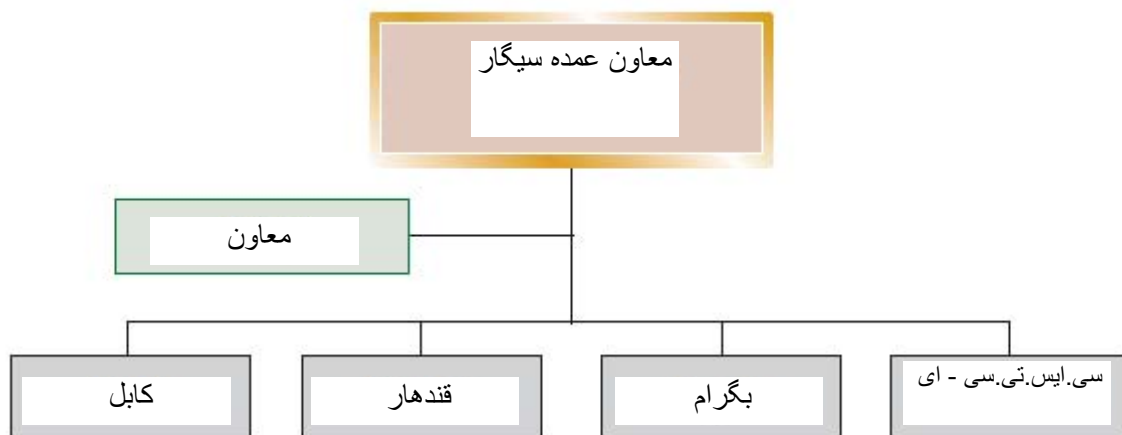 معاون عمده سیگار
معاون
سی.ایس.تی.سی - ای
بگرام
قندهار
کابل